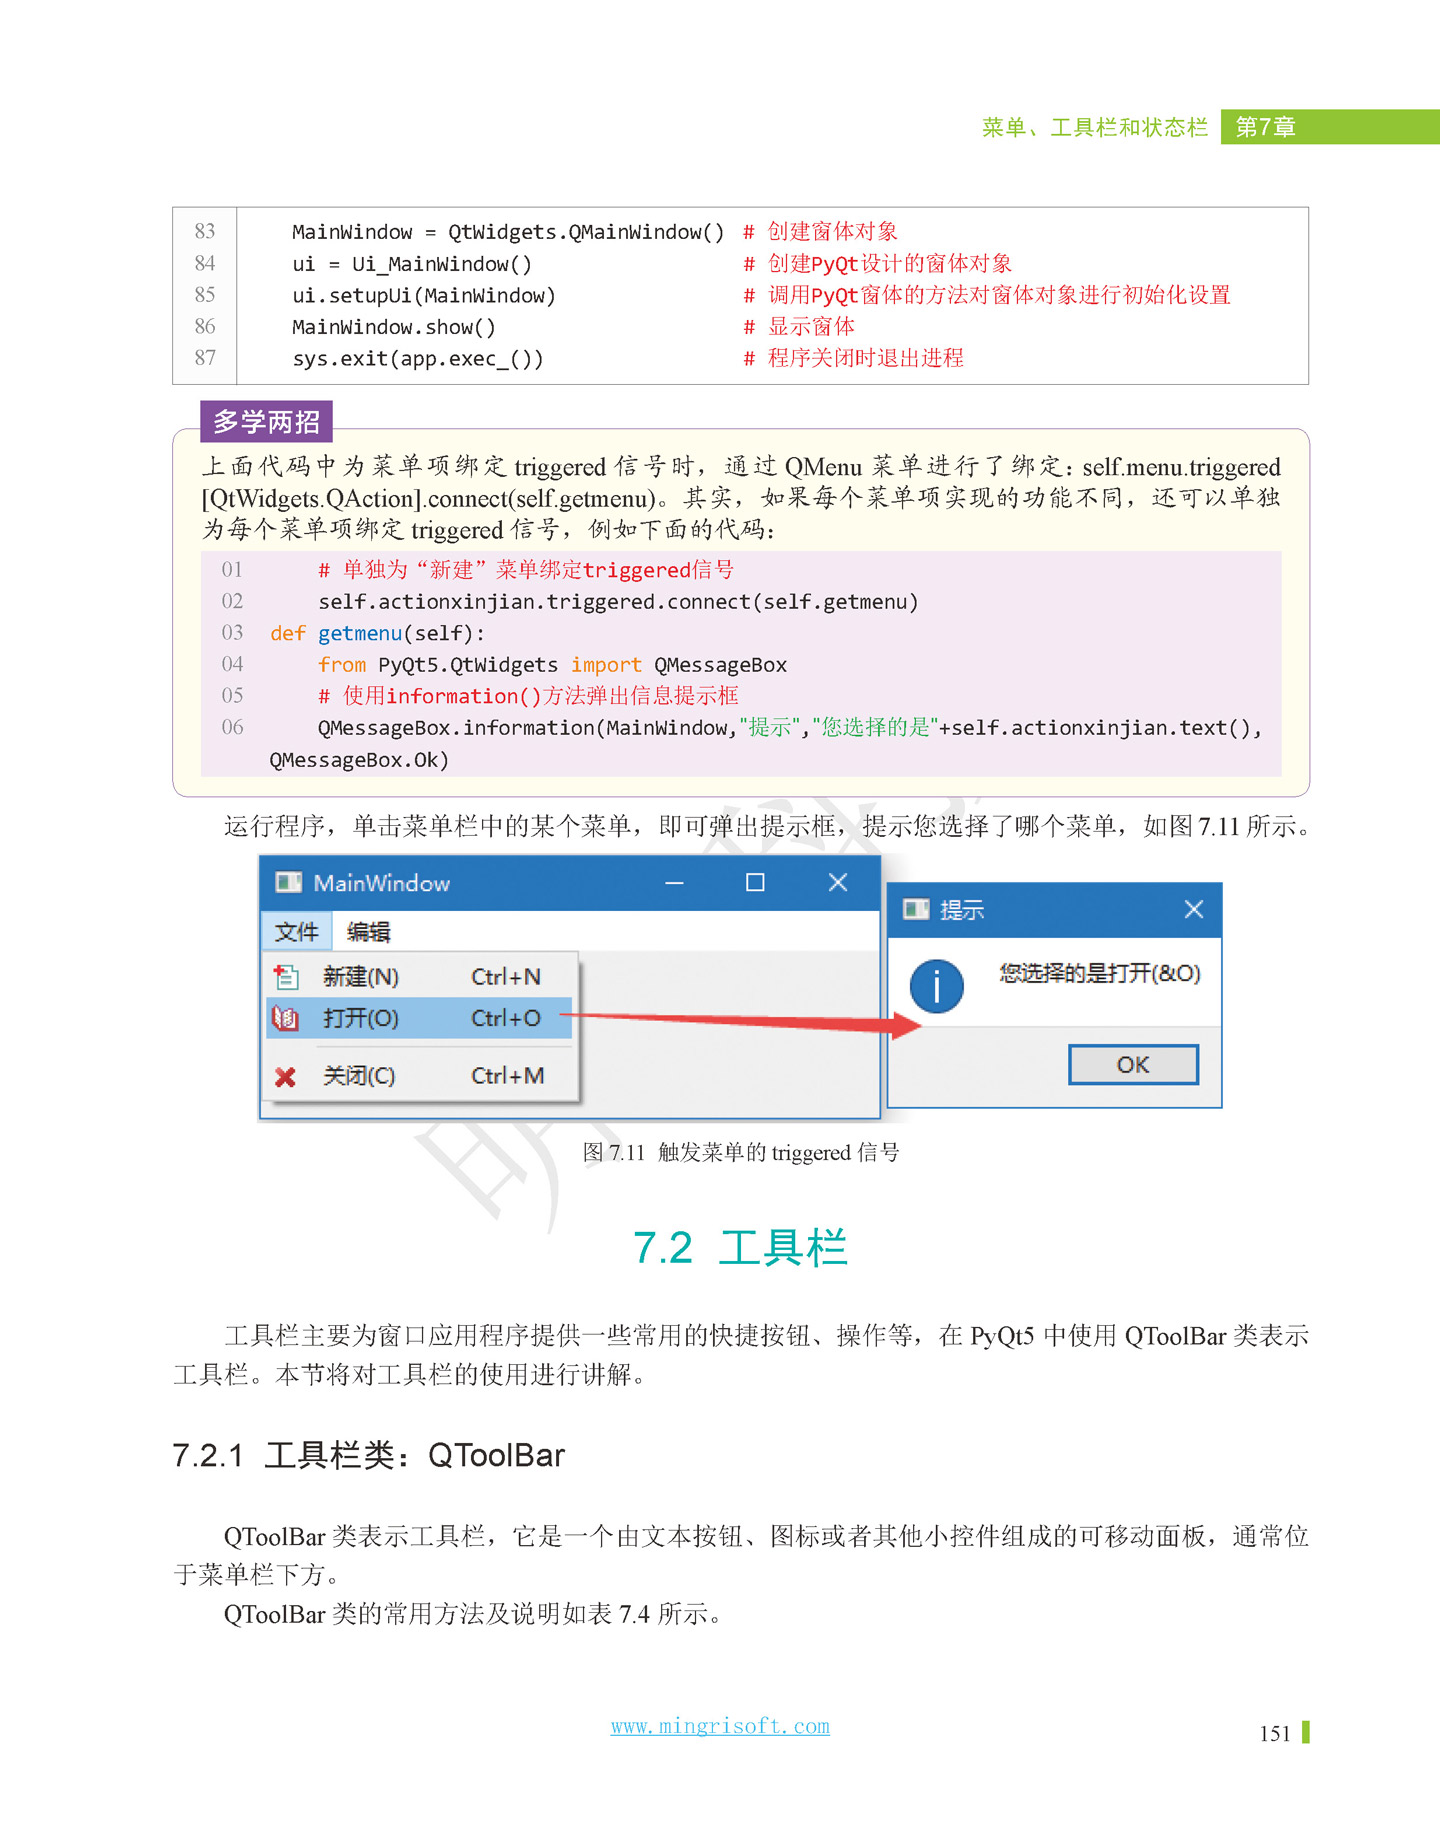 菜单、工具栏和状态栏 第7章
83 MainWindow = QtWidgets.QMainWindow() # 创建窗体对象
84 ui = Ui_MainWindow() # 创建PyQt设计的窗体对象
85 ui.setupUi(MainWindow) # 调用PyQt窗体的方法对窗体对象进行初始化设置
86 MainWindow.show() # 显示窗体
87 sys.exit(app.exec_()) # 程序关闭时退出进程
多学两招
上面代码中为菜单项绑定 triggered 信号时，通过 QMenu 菜单进行了绑定：self.menu.triggered
[QtWidgets.QAction].connect(self.getmenu)。其实，如果每个菜单项实现的功能不同，还可以单独
为每个菜单项绑定 triggered 信号，例如下面的代码：
01 # 单独为“新建”菜单绑定triggered信号
02 self.actionxinjian.triggered.connect(self.getmenu)
03 def getmenu(self):
04 from PyQt5.QtWidgets import QMessageBox
05 # 使用information()方法弹出信息提示框
06 QMessageBox.information(MainWindow,"提示","您选择的是"+self.actionxinjian.text(),
QMessageBox.Ok)
运行程序，单击菜单栏中的某个菜单，即可弹出提示框，提示您选择了哪个菜单，如图 7.11 所示。
MainWindow
文件 编辑
新建(N) Ctrl+N
打开(O) Ctrl+O
关闭(C) Ctrl+M
提示
您选择的是打开(&O)
OK
图 7.11 触发菜单的 triggered 信号
7.2 工具栏
工具栏主要为窗口应用程序提供一些常用的快捷按钮、操作等，在 PyQt5 中使用 QToolBar 类表示
工具栏。本节将对工具栏的使用进行讲解。
7.2.1 工具栏类：QToolBar
QToolBar 类表示工具栏，它是一个由文本按钮、图标或者其他小控件组成的可移动面板，通常位
于菜单栏下方。
QToolBar 类的常用方法及说明如表 7.4 所示。
www.mingrisoft.com
151